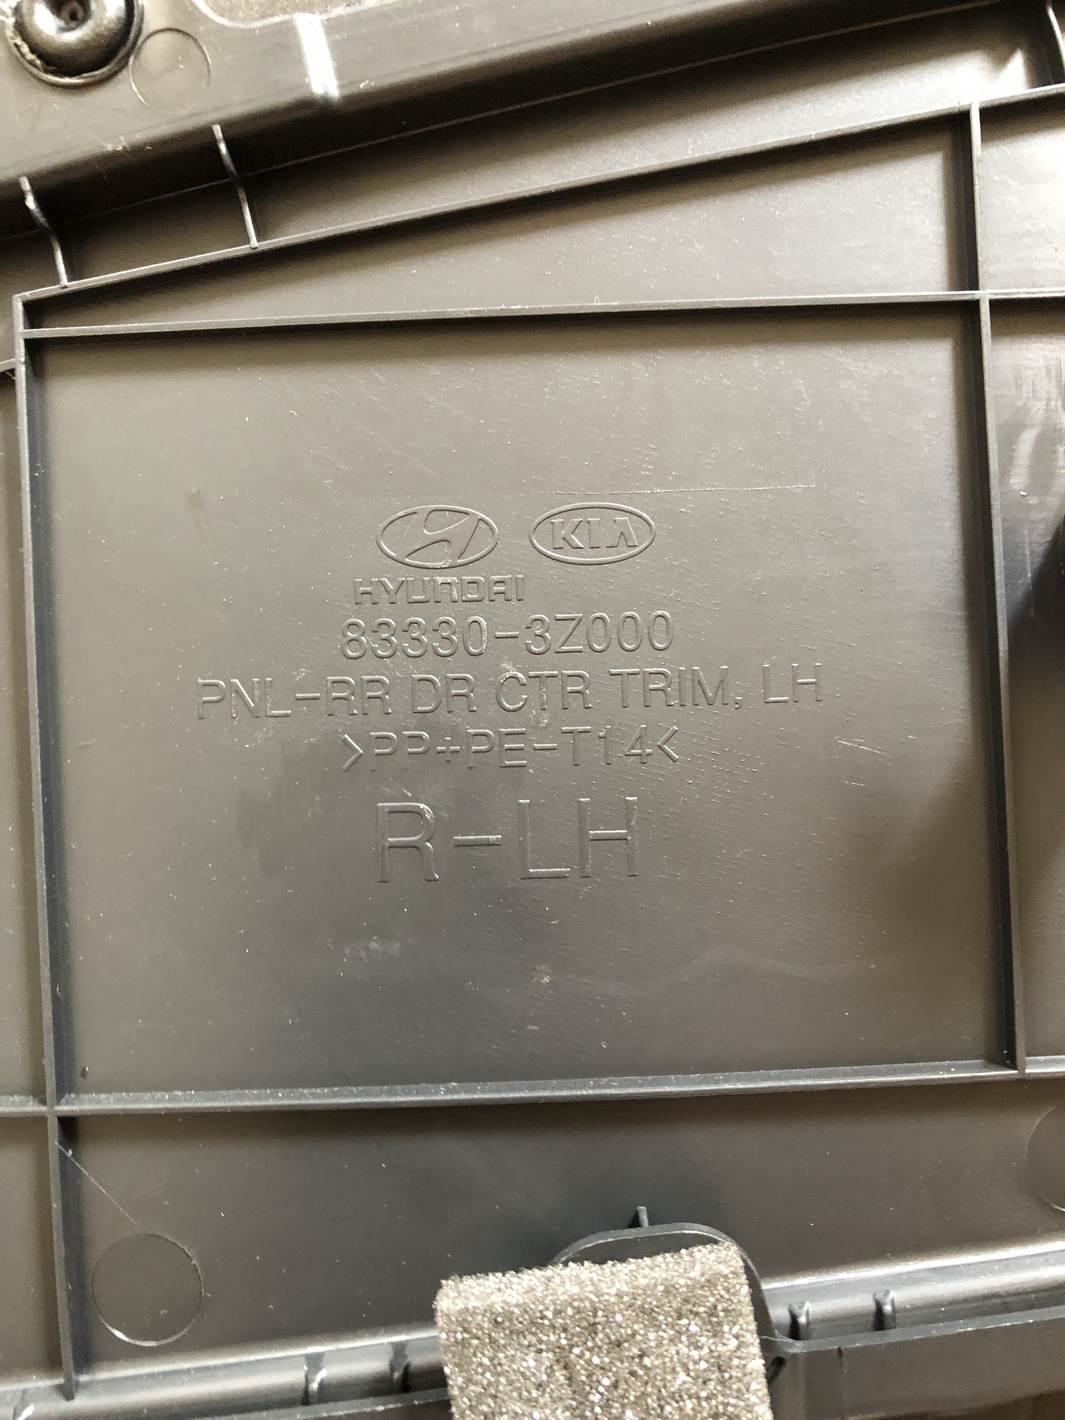 KIA
HYUNDAI
83330-3Z000
PNL-RR DR CTR TRIM, LH
>PP+PE-T14<
R-LH